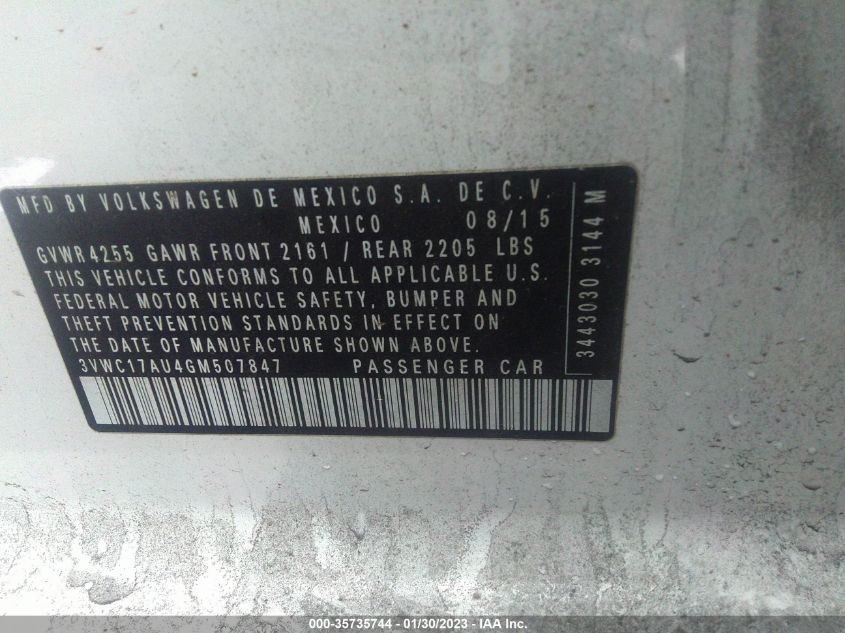 MFD BY VOLKSWAGEN DE MEXICO S.A. DE C.V.
MEXICO 08/15
GVWR 4255 GAWR FRONT 2161 / REAR 2205 LBS
THIS VEHICLE CONFORMS TO ALL APPLICABLE U.S.
FEDERAL MOTOR VEHICLE SAFETY, BUMPER AND
THEFT PREVENTION STANDARDS IN EFFECT ON
THE DATE OF MANUFACTURE SHOWN ABOVE.
3VWC17AU4GM507847 PASSENGER CAR
3443030 3144 M
000-35735744 - 01/30/2023 - IAA Inc.